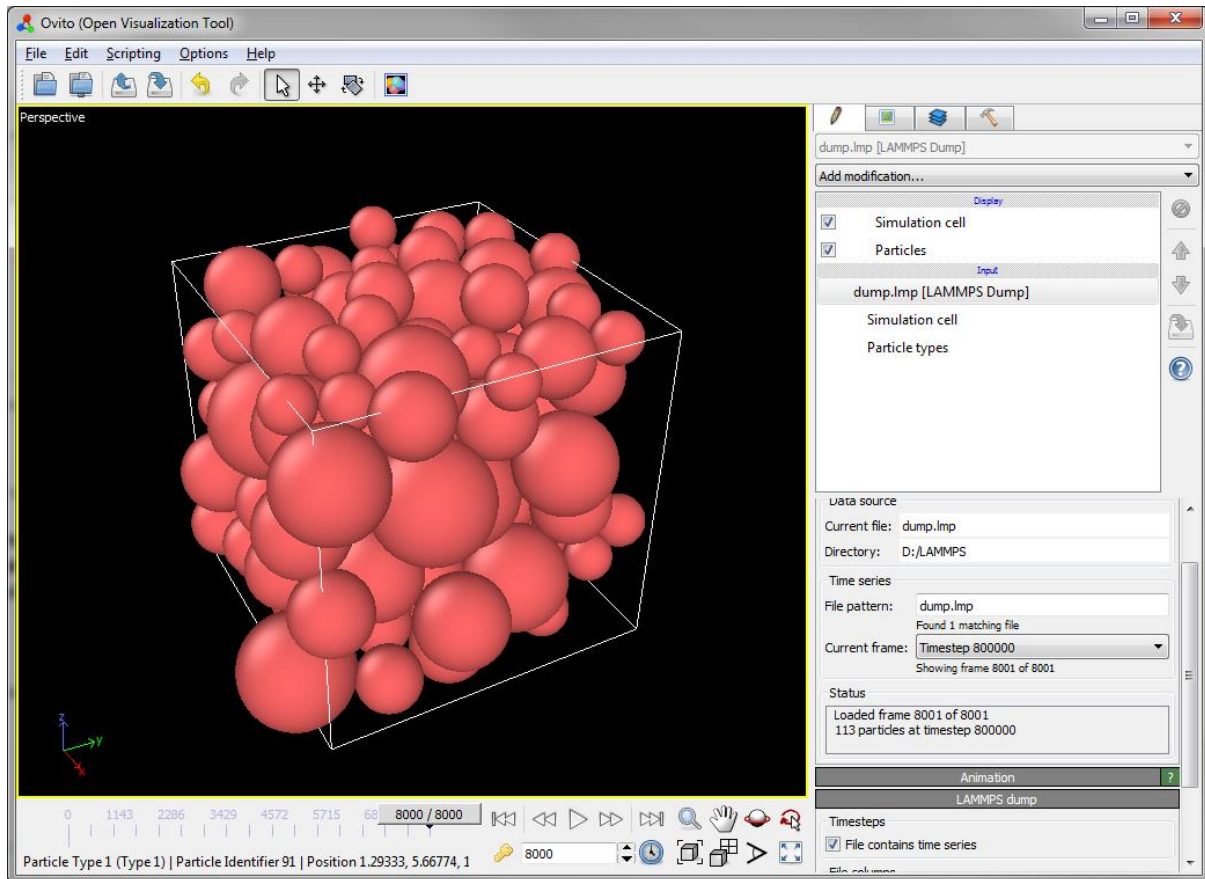 Ovito (Open Visualization Tool)
File Edit Scripting Options Help
Perspective
dump.lmp [LAMMPS Dump]
Add modification...
Display
Simulation cell
Particles
Input
dump.lmp [LAMMPS Dump]
Simulation cell
Particle types
Data source
Current file: dump.lmp
Directory: D:/LAMMPS
Time series
File pattern: dump.lmp
Found 1 matching file
Current frame: Timestep 800000
Showing frame 8001 of 8001
Status
Loaded frame 8001 of 8001
113 particles at timestep 800000
Animation ?
LAMMPS dump
Timesteps
File contains time series
File columns
z
y
x
0 1143 2286 3429 4572 5715 68 8000 / 8000
8000
Particle Type 1 (Type 1) | Particle Identifier 91 | Position 1.29333, 5.66774, 1